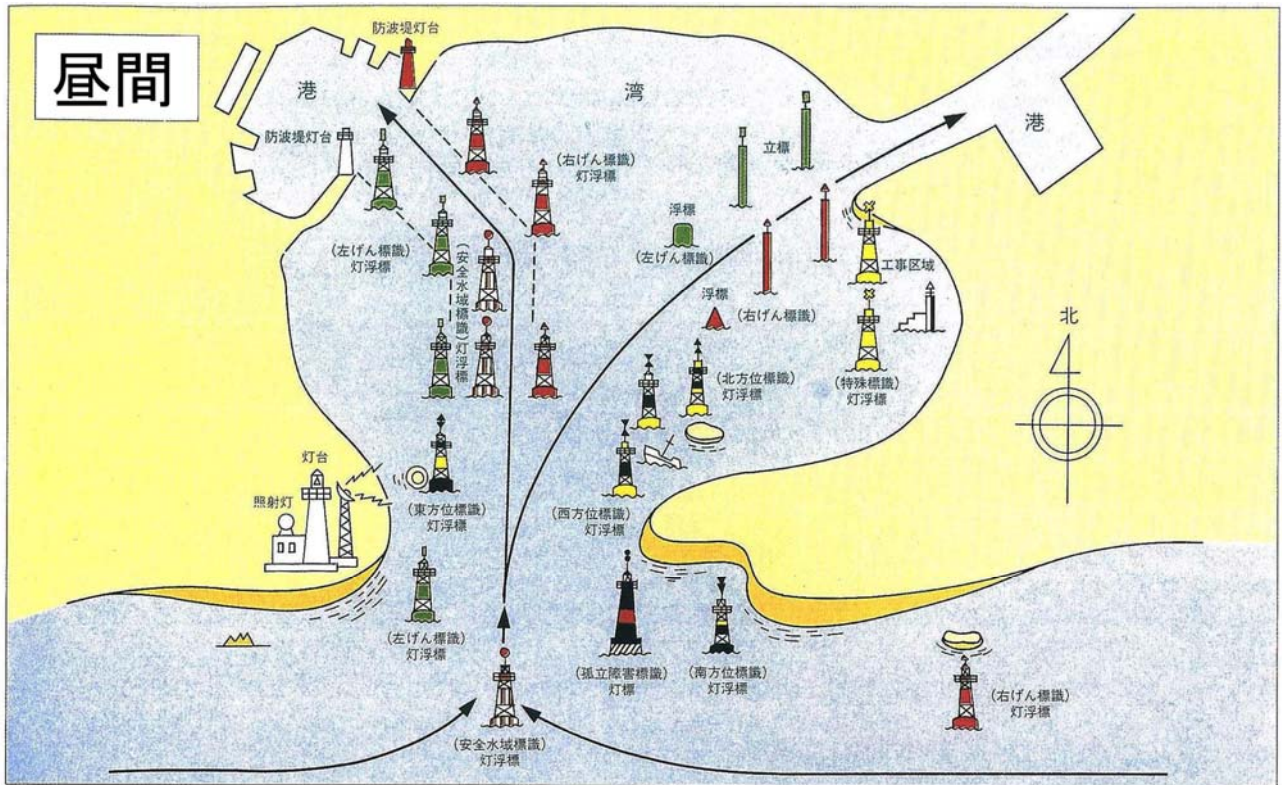 昼間
防波堤灯台
港
湾
港
防波堤灯台
立標
(右げん標識)
灯浮標
浮標
(左げん標識)
(左げん標識)
灯浮標
(安全水域標識)灯浮標
工事区域
浮標
(右げん標識)
北
(北方位標識)
灯浮標
(特殊標識)
灯浮標
灯台
照射灯
(東方位標識)
灯浮標
(西方位標識)
灯浮標
(左げん標識)
灯浮標
(孤立障害標識)
灯標
(南方位標識)
灯浮標
(右げん標識)
灯浮標
(安全水域標識)
灯浮標